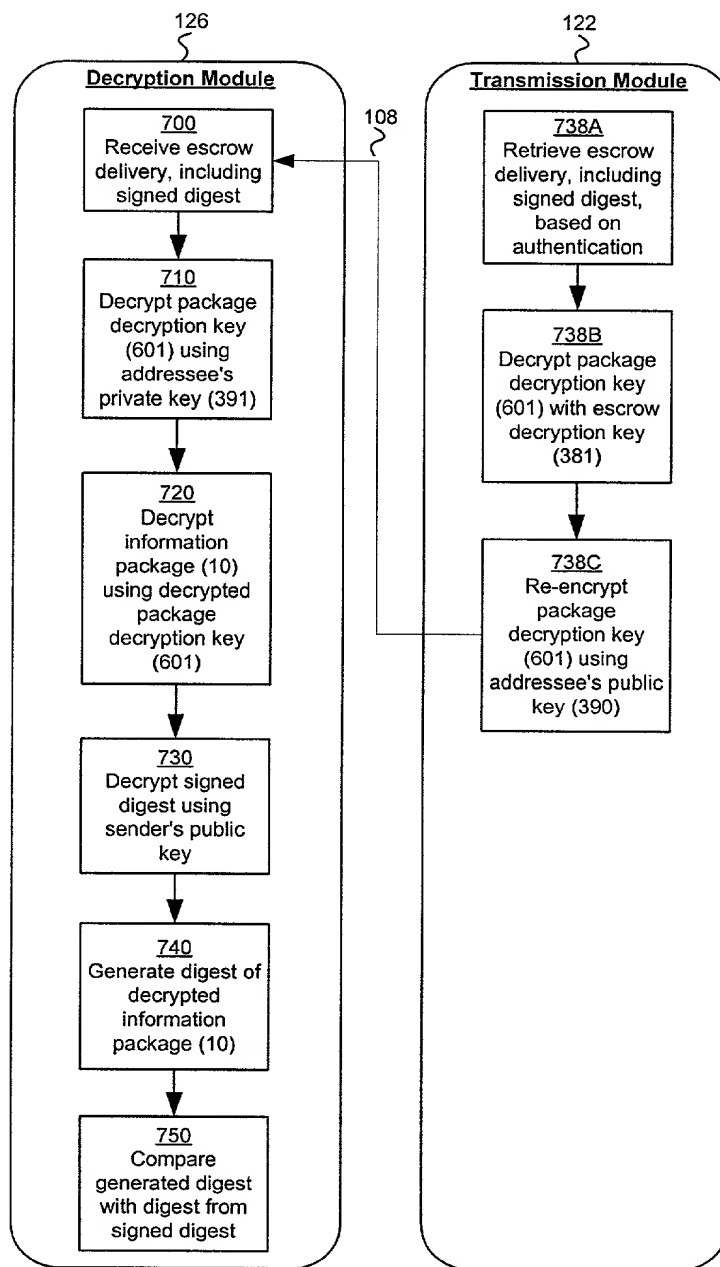 126
Decryption Module
700
Receive escrow
delivery, including
signed digest
710
Decrypt package
decryption key
(601) using
addressee's
private key (391)
720
Decrypt
information
package (10)
using decrypted
package
decryption key
(601)
730
Decrypt signed
digest using
sender's public
key
740
Generate digest of
decrypted
information
package (10)
750
Compare
generated digest
with digest from
signed digest
108
122
Transmission Module
738A
Retrieve escrow
delivery, including
signed digest,
based on
authentication
738B
Decrypt package
decryption key
(601) with escrow
decryption key
(381)
738C
Re-encrypt
package
decryption key
(601) using
addressee's public
key (390)